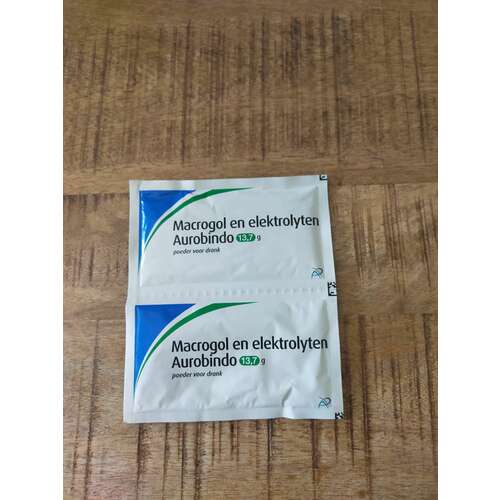 Macrogol en elektrolyten
Aurobindo 13,7 g
poeder voor drank
Macrogol en elektrolyten
Aurobindo 13,7 g
poeder voor drank